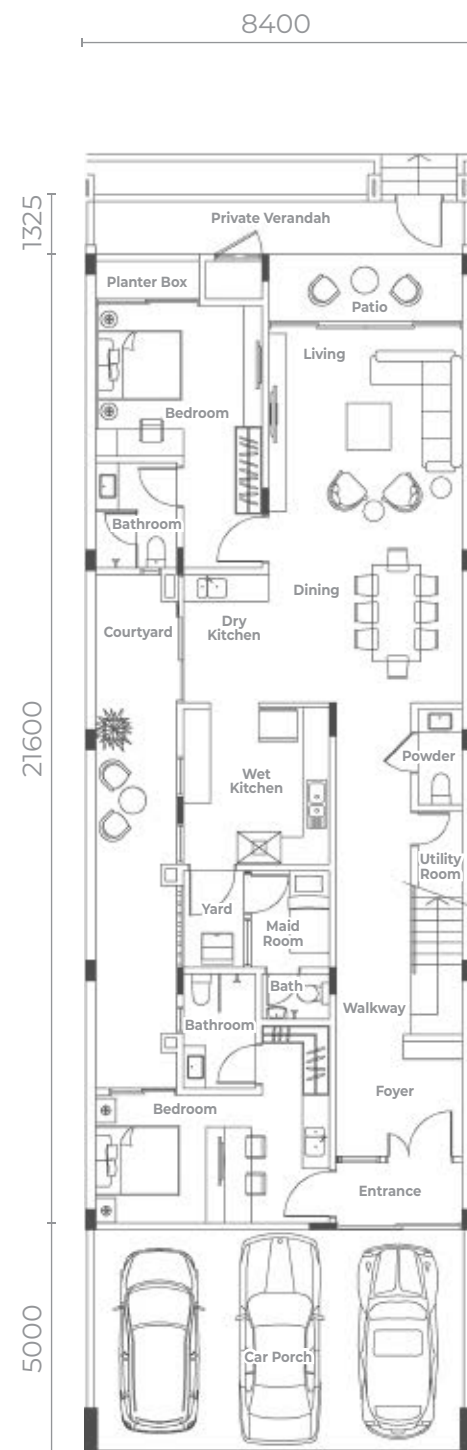 8400
1325
Private Verandah
Planter Box
Patio
Living
Bedroom
Bathroom
Dining
Courtyard
Dry
Kitchen
21600
Powder
Wet
Kitchen
Utility
Room
Yard
Maid
Room
Bath
Walkway
Bathroom
Foyer
Bedroom
Entrance
5000
Car Porch